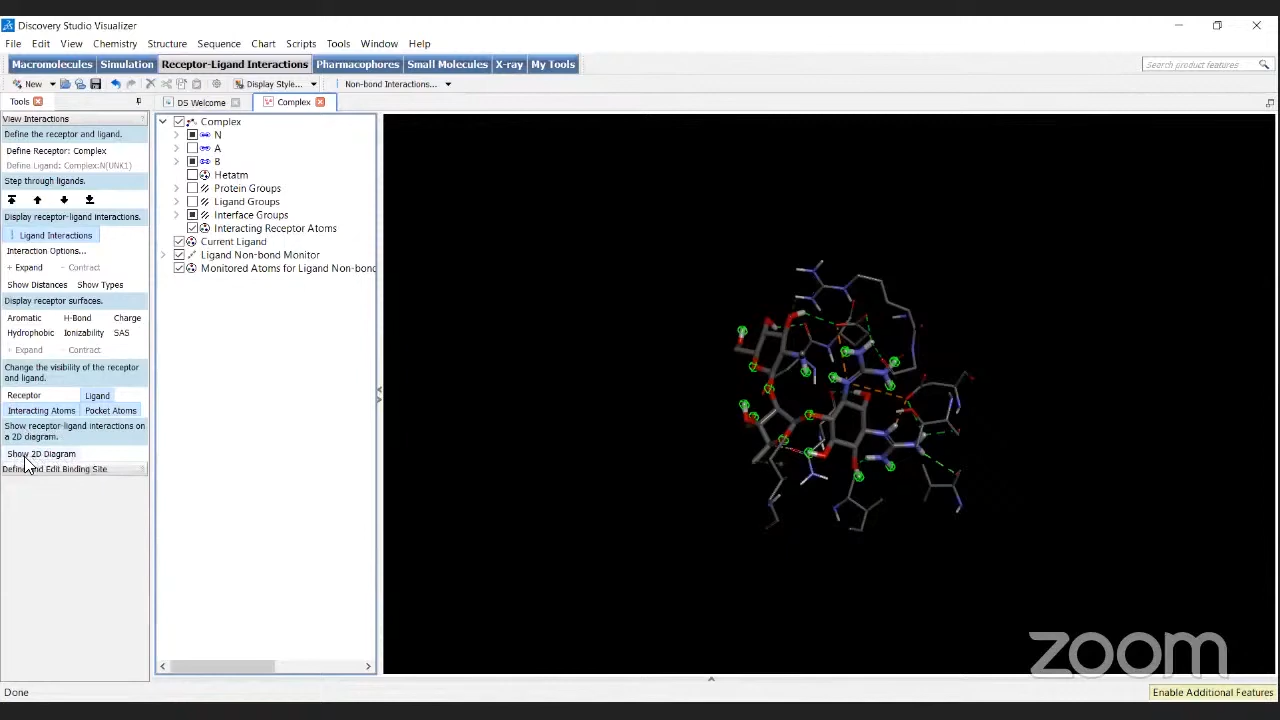 Discovery Studio Visualizer
File Edit View Chemistry Structure Sequence Chart Scripts Tools Window Help
Macromolecules Simulation Receptor-Ligand Interactions Pharmacophores Small Molecules X-ray My Tools
Search product features
New Display Style... Non-bond Interactions...
Tools DS Welcome Complex
View Interactions
Define the receptor and ligand.
Define Receptor: Complex
Define Ligand: Complex:N(UNK1)
Step through ligands.
Display receptor-ligand interactions.
Ligand Interactions
Interaction Options...
+ Expand - Contract
Show Distances Show Types
Display receptor surfaces.
Aromatic H-Bond Charge
Hydrophobic Ionizability SAS
+ Expand - Contract
Change the visibility of the receptor
and ligand.
Receptor Ligand
Interacting Atoms Pocket Atoms
Show receptor-ligand interactions on
a 2D diagram.
Show 2D Diagram
Define and Edit Binding Site
Complex
N
A
B
Hetatm
Protein Groups
Ligand Groups
Interface Groups
Interacting Receptor Atoms
Current Ligand
Ligand Non-bond Monitor
Monitored Atoms for Ligand Non-bond
zoom
Done
Enable Additional Features